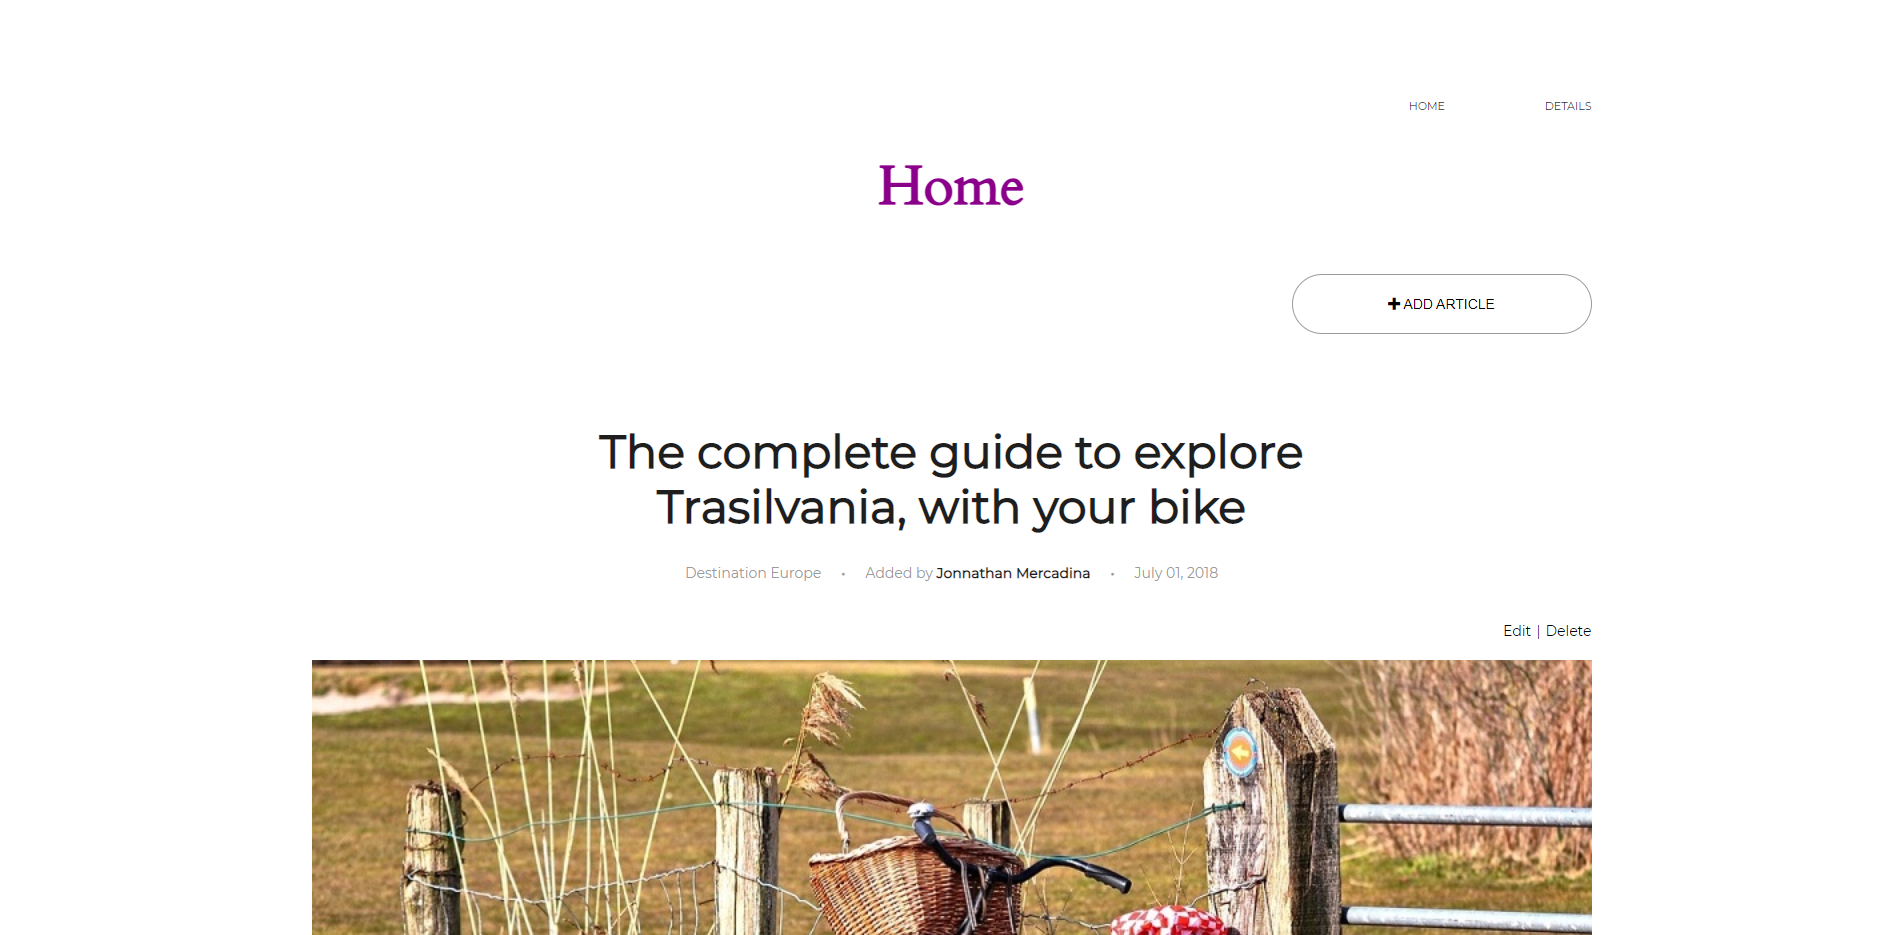 HOME DETAILS
Home
ADD ARTICLE
The complete guide to explore
Trasilvania, with your bike
Destination Europe • Added by Jonnathan Mercadina • July 01, 2018
Edit | Delete